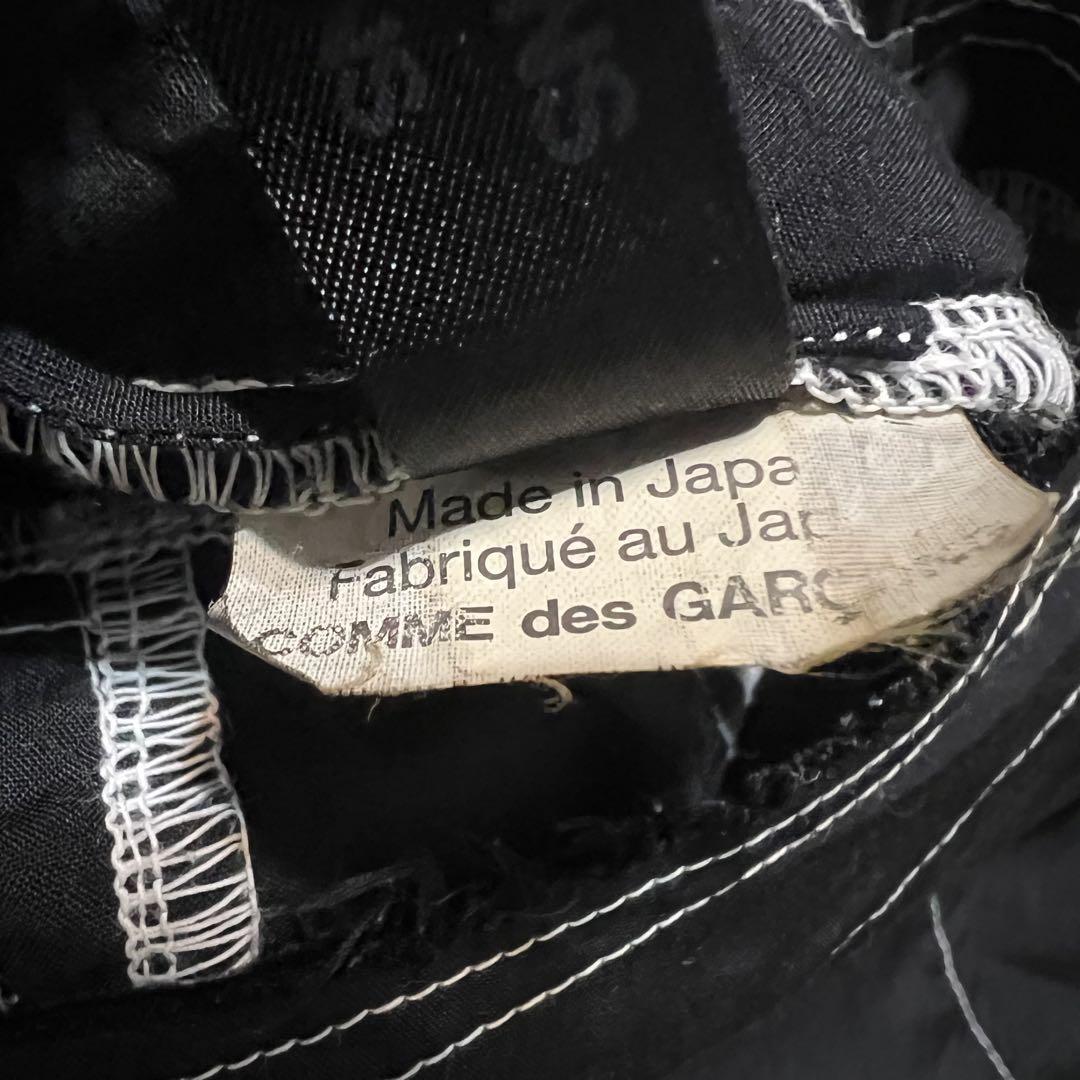 Made in Japa
Fabriqué au Jap
COMME des GARÇ